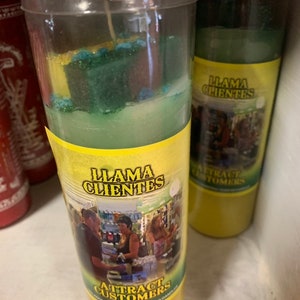 LLAMA
CLIENTES
ATTRACT
CUSTOMERS
LLAMA
CLIENTES
ATTRACT
CUSTOMERS